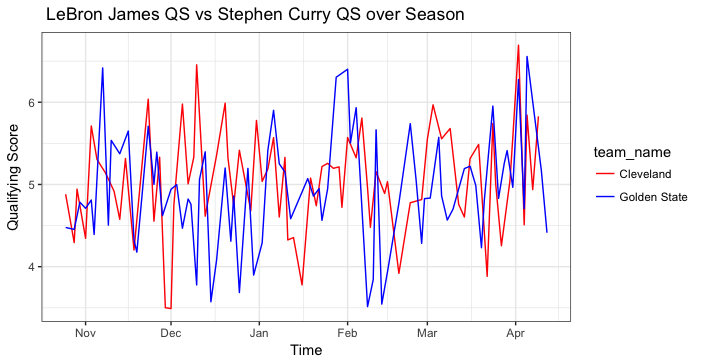 LeBron James QS vs Stephen Curry QS over Season
Qualifying Score
6
5
4
Nov Dec Jan Feb Mar Apr
Time
team_name
Cleveland
Golden State